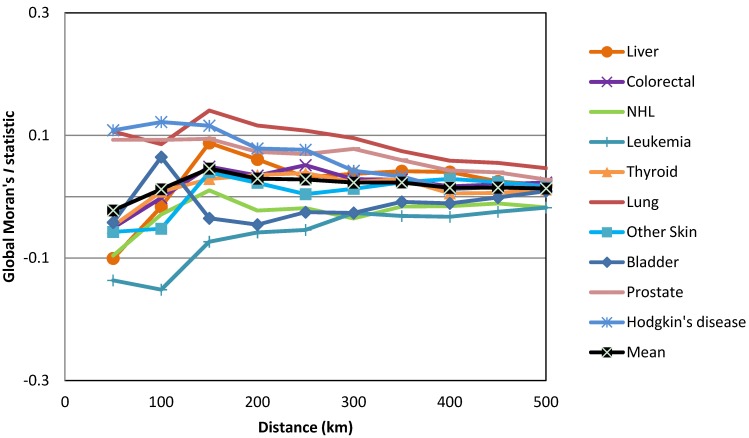 0.3
0.1
-0.1
-0.3
Global Moran's I statistic
0
100
200
300
400
500
Distance (km)
Liver
Colorectal
NHL
Leukemia
Thyroid
Lung
Other Skin
Bladder
Prostate
Hodgkin's disease
Mean